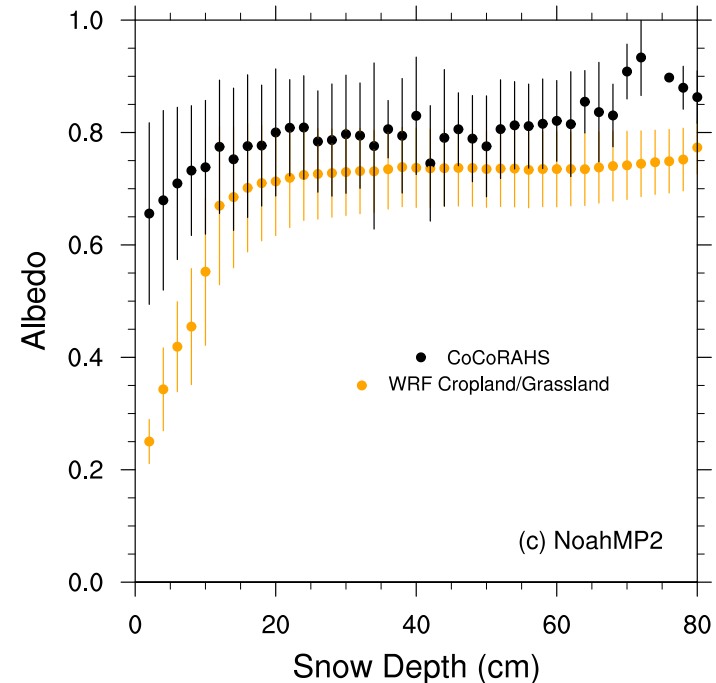 1.0
0.8
0.6
0.4
0.2
0.0
Albedo
CoCoRAHS
WRF Cropland/Grassland
(c) NoahMP2
0 20 40 60 80
Snow Depth (cm)